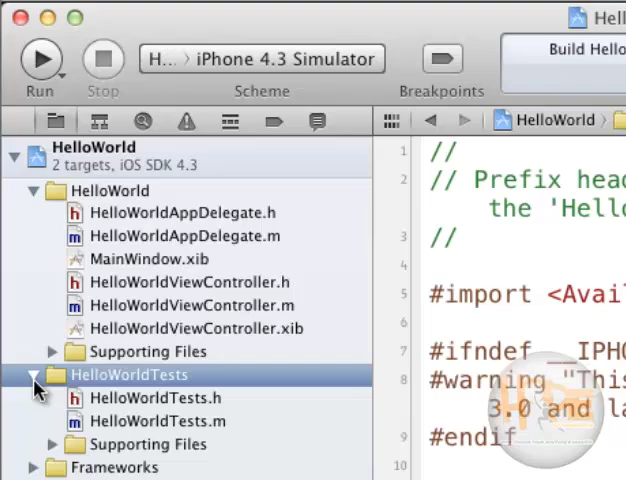 Hell
H... > iPhone 4.3 Simulator
Build Hello
Run
Stop
Scheme
Breakpoints
HelloWorld
HelloWorld
2 targets, iOS SDK 4.3
HelloWorld
h HelloWorldAppDelegate.h
m HelloWorldAppDelegate.m
MainWindow.xib
h HelloWorldViewController.h
m HelloWorldViewController.m
HelloWorldViewController.xib
Supporting Files
HelloWorldTests
h HelloWorldTests.h
m HelloWorldTests.m
Supporting Files
Frameworks
1 //
2 // Prefix head
the 'Hello
3 //
4
5 #import <Avai
6
7 #ifndef __IPHO
8 #warning "This
3.0 and la
9 #endif
10